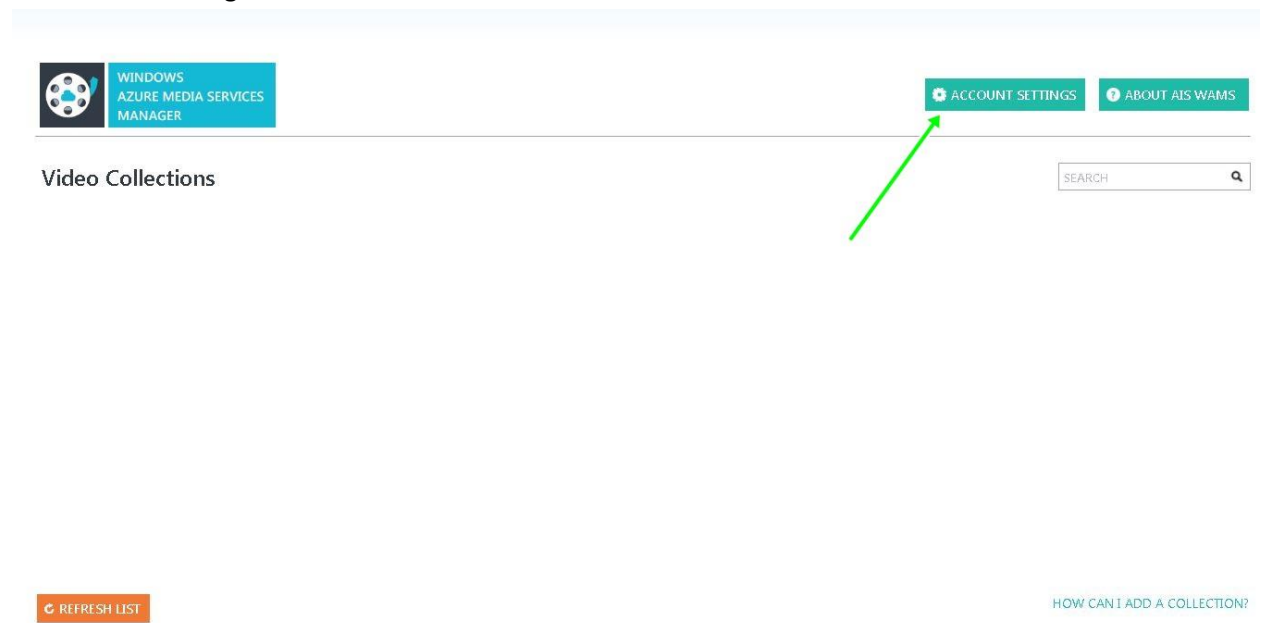 WINDOWS
AZURE MEDIA SERVICES
MANAGER
ACCOUNT SETTINGS
ABOUT AIS WAMS
Video Collections
SEARCH
REFRESH LIST
HOW CAN I ADD A COLLECTION?